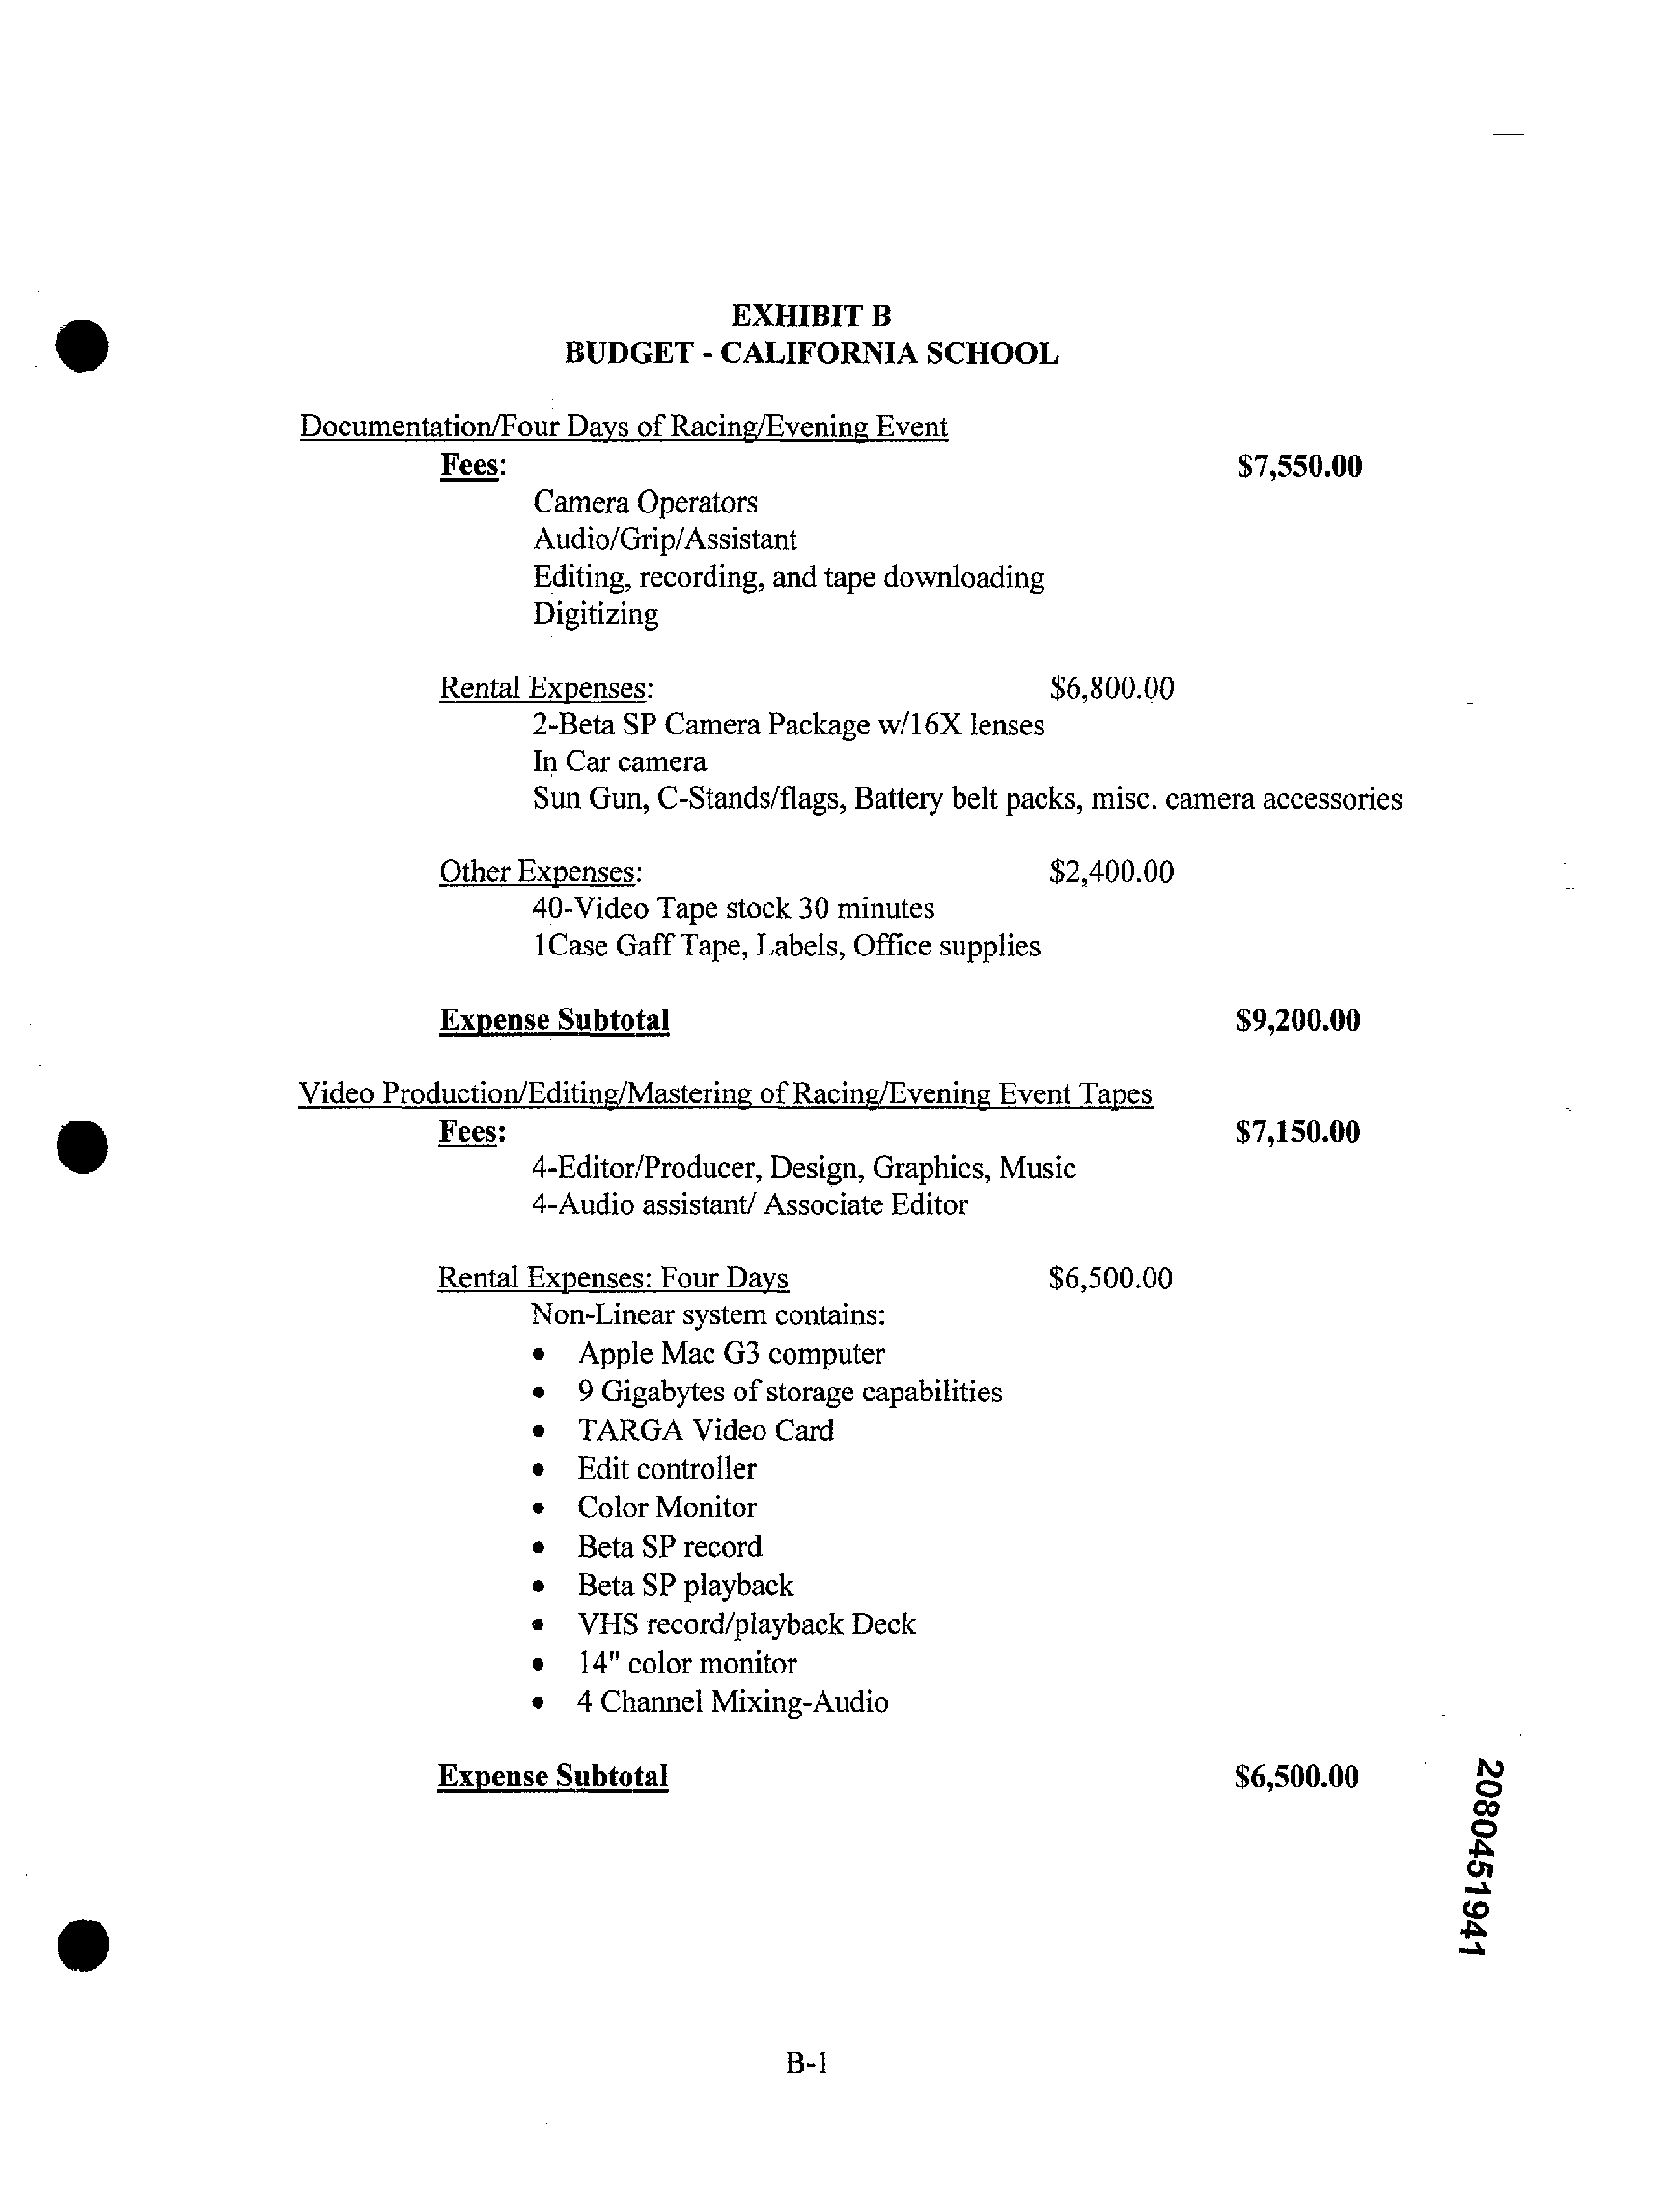 EXHIBIT B
BUDGET - CALIFORNIA SCHOOL
Documentation/Four Days of Racing/Evening Event
Fees: $7,550.00
Camera Operators
Audio/Grip/Assistant
Editing, recording, and tape downloading
Digitizing
Rental Expenses: $6,800.00
2-Beta SP Camera Package w/16X lenses
In Car camera
Sun Gun, C-Stands/flags, Battery belt packs, misc. camera accessories
Other Expenses: $2,400.00
40-Video Tape stock 30 minutes
1Case Gaff Tape, Labels, Office supplies
Expense Subtotal $9,200.00
Video Production/Editing/Mastering of Racing/Evening Event Tapes
Fees: $7,150.00
4-Editor/Producer, Design, Graphics, Music
4-Audio assistant/ Associate Editor
Rental Expenses: Four Days $6,500.00
Non-Linear system contains:
• Apple Mac G3 computer
• 9 Gigabytes of storage capabilities
• TARGA Video Card
• Edit controller
• Color Monitor
• Beta SP record
• Beta SP playback
• VHS record/playback Deck
• 14" color monitor
• 4 Channel Mixing-Audio
Expense Subtotal $6,500.00
2080451941
B-1